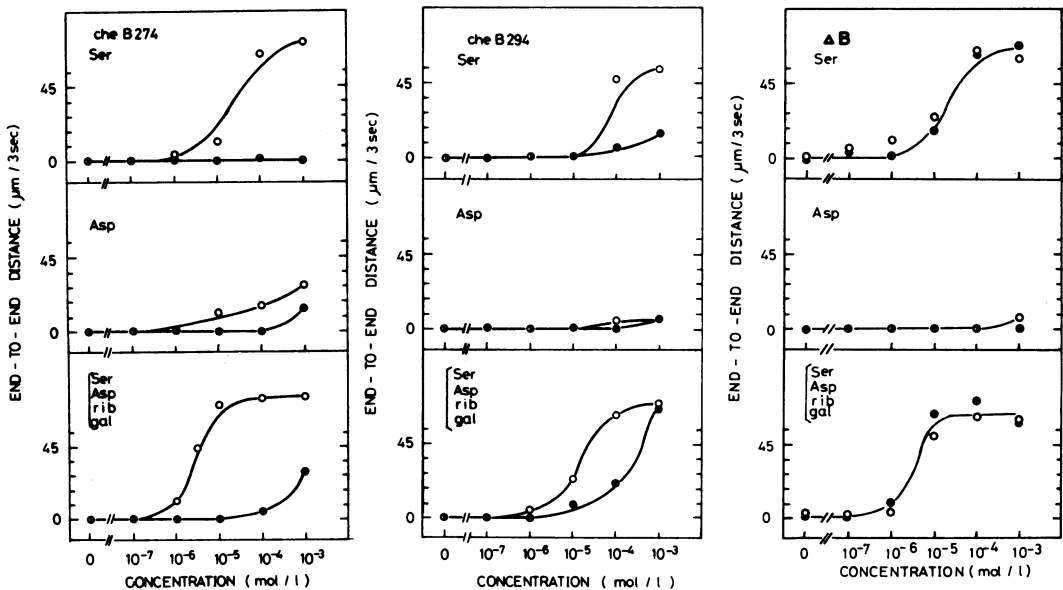 che B274
Ser
45
0
Asp
45
0
Ser
Asp
rib
gal
45
0
END - TO - END DISTANCE ( μm / 3 sec)
0 10⁻⁷ 10⁻⁶ 10⁻⁵ 10⁻⁴ 10⁻³
CONCENTRATION ( mol / l )
che B294
Ser
45
0
Asp
45
0
Ser
Asp
rib
gal
45
0
END - TO - END DISTANCE ( μm / 3 sec)
0 10⁻⁷ 10⁻⁶ 10⁻⁵ 10⁻⁴ 10⁻³
CONCENTRATION ( mol / l )
Δ B
Ser
45
0
Asp
45
0
Ser
Asp
rib
gal
45
0
END - TO - END DISTANCE ( μm / 3 sec)
0 10⁻⁷ 10⁻⁶ 10⁻⁵ 10⁻⁴ 10⁻³
CONCENTRATION ( mol / l )